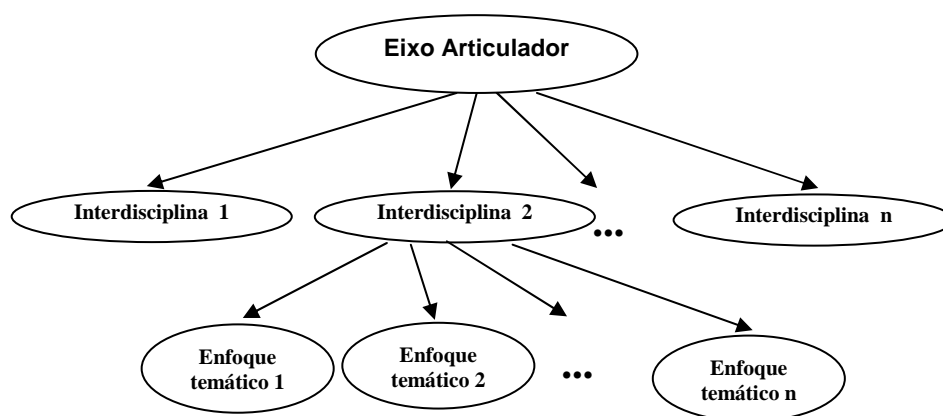 Eixo Articulador
Interdisciplina 1
Interdisciplina 2
...
Interdisciplina n
Enfoque
temático 1
Enfoque
temático 2
...
Enfoque
temático n